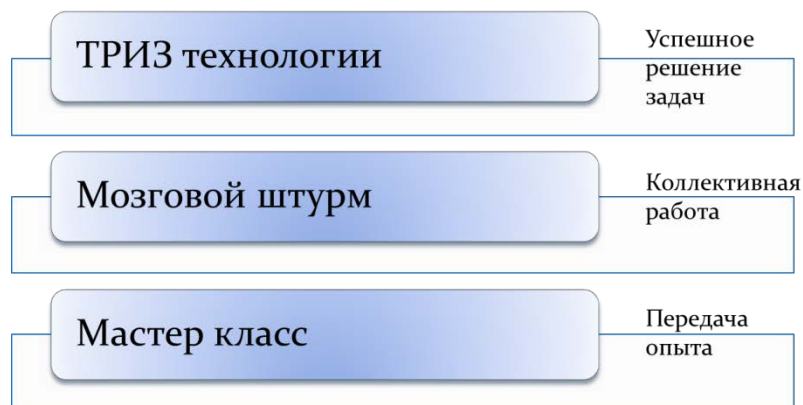 ТРИЗ технологии
Успешное
решение
задач
Мозговой штурм
Коллективная
работа
Мастер класс
Передача
опыта